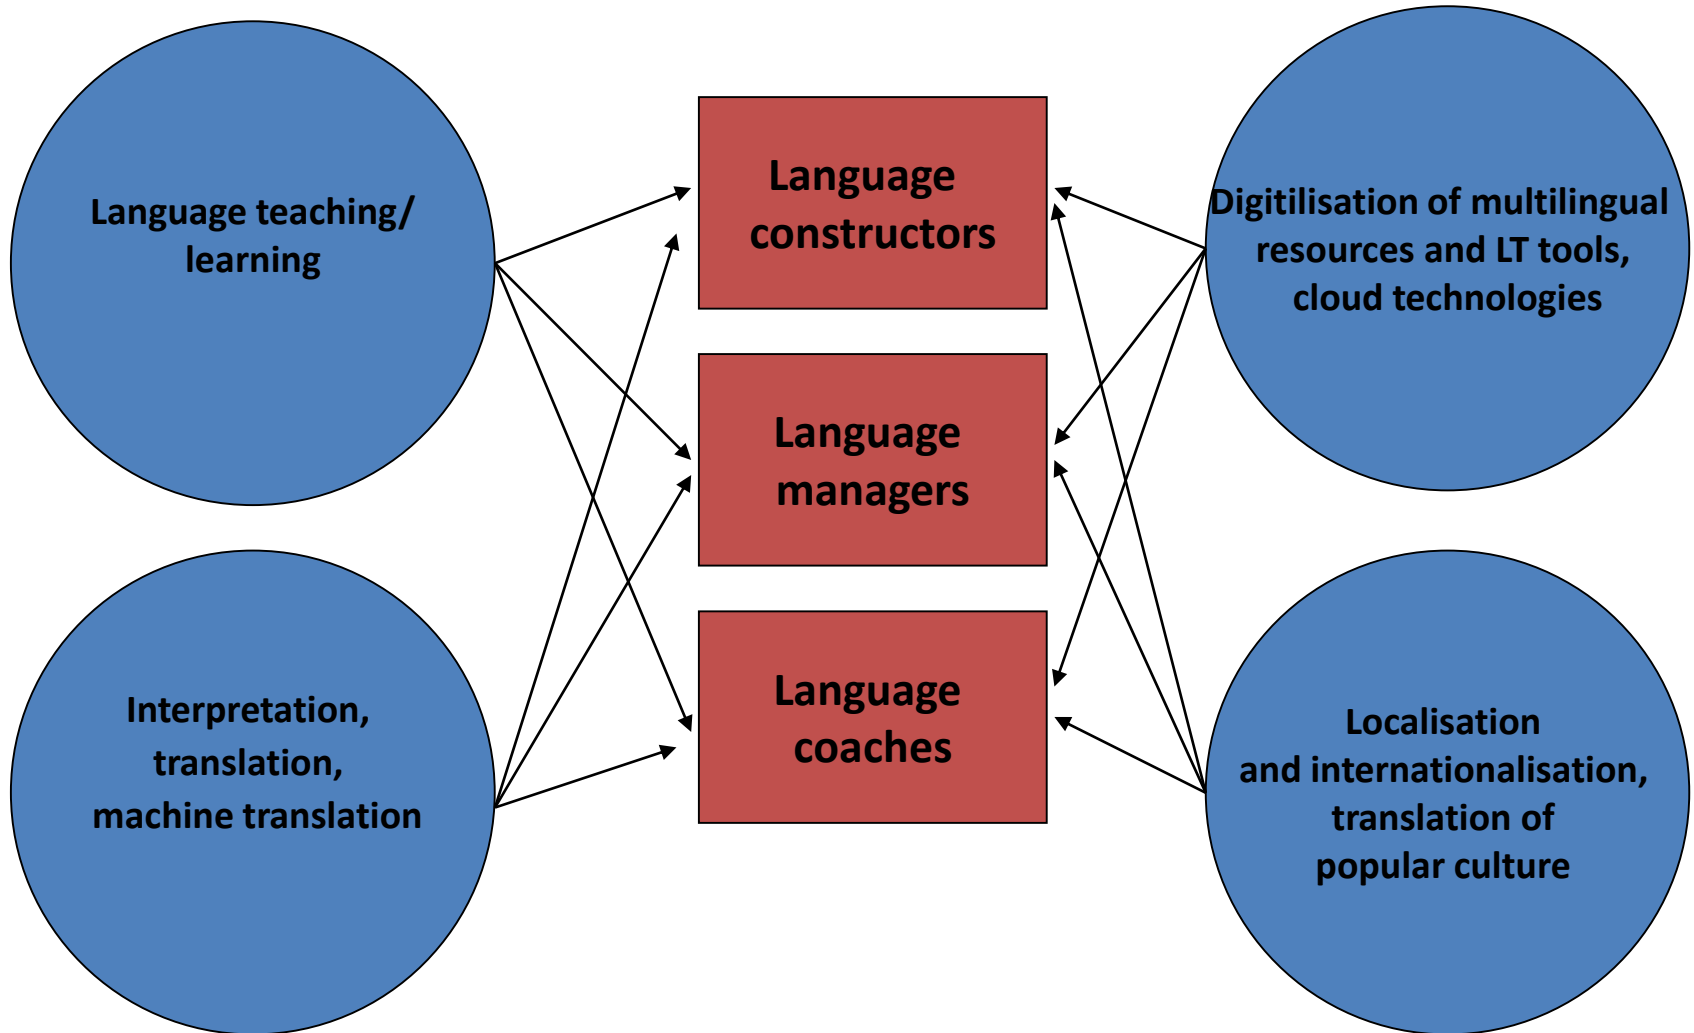 Language teaching/
learning
Interpretation,
translation,
machine translation
Language
constructors
Language
managers
Language
coaches
Digitilisation of multilingual
resources and LT tools,
cloud technologies
Localisation
and internationalisation,
translation of
popular culture